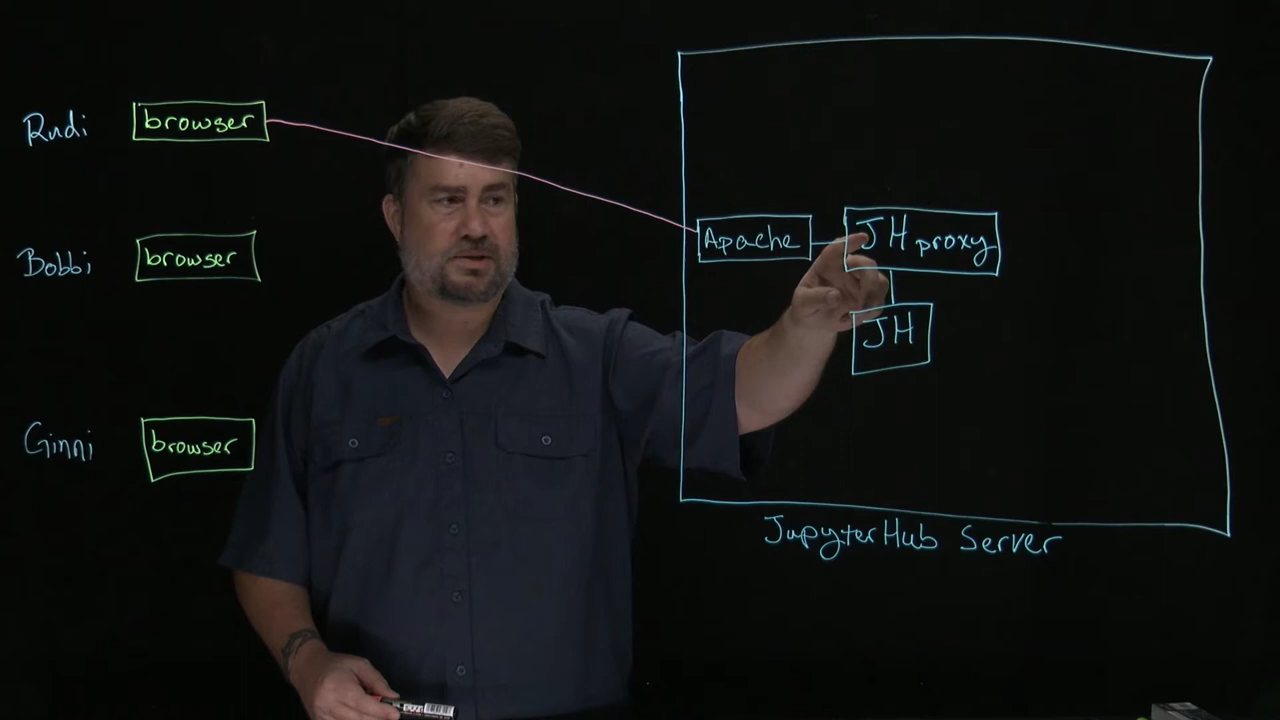 Rudi
browser
Bobbi
browser
Ginni
browser
Apache
JH proxy
JH
JupyterHub Server